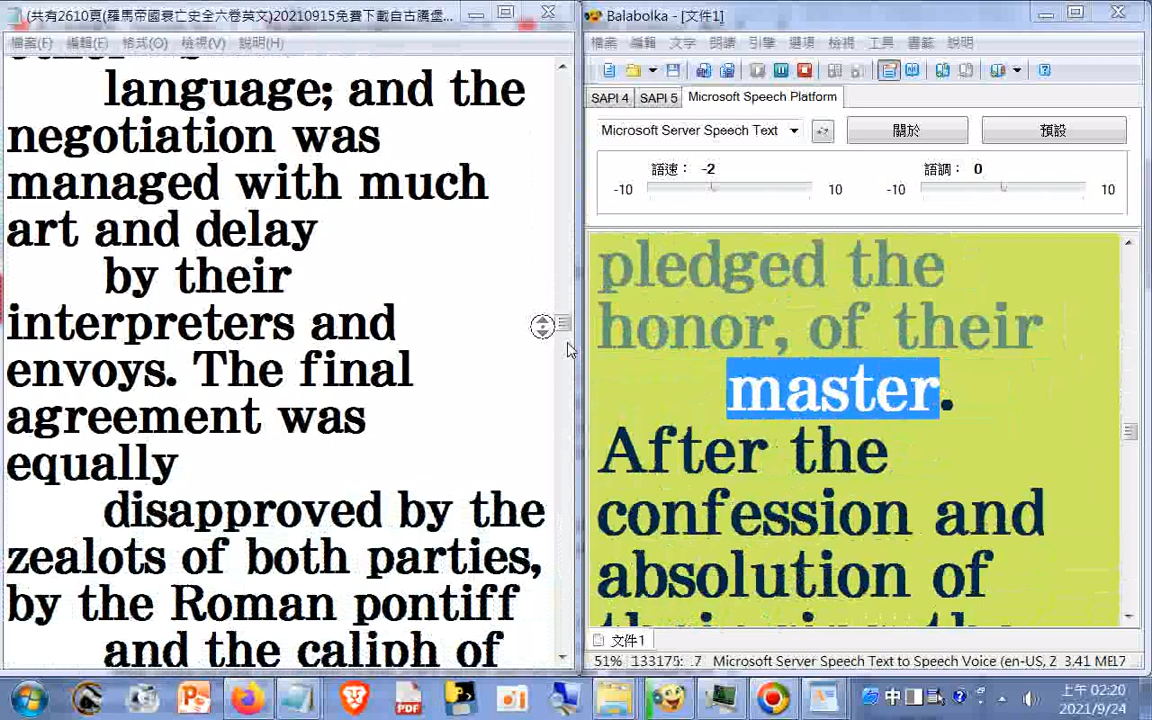 (共有2610頁(羅馬帝國衰亡史全六卷英文)20210915免費下載自古騰堡...
檔案(F) 編輯(E) 格式(O) 檢視(V) 說明(H)
language; and the
negotiation was
managed with much
art and delay
by their
interpreters and
envoys. The final
agreement was
equally
disapproved by the
zealots of both parties,
by the Roman pontiff
and the caliph of
Balabolka - [文件1]
檔案 編輯 文字 朗讀 引擎 選項 檢視 工具 書籤 說明
SAPI 4 SAPI 5 Microsoft Speech Platform
Microsoft Server Speech Text 關於 預設
語速: -2 語調: 0
-10 10 -10 10
pledged the
honor, of their
master.
After the
confession and
absolution of
their sins, the
文件1
51% 133175: .7 Microsoft Server Speech Text to Speech Voice (en-US, Z 3.41 ME17
中
上午 02:20
2021/9/24